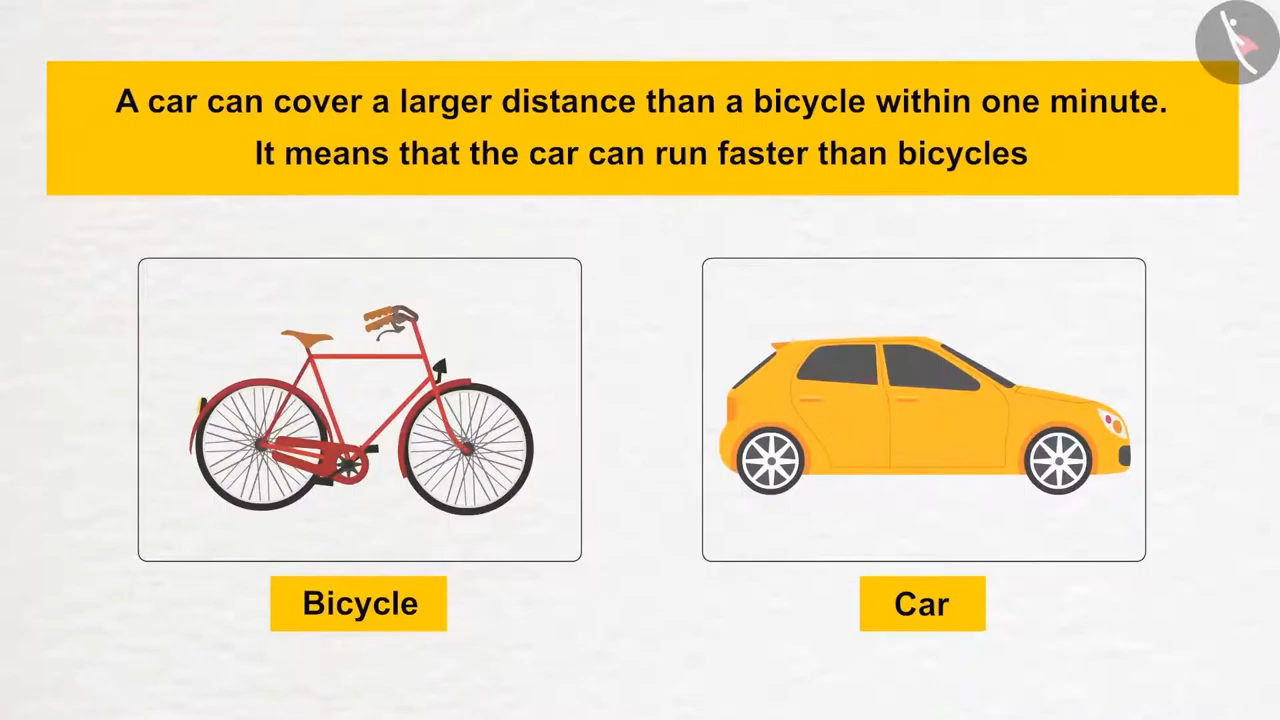 A car can cover a larger distance than a bicycle within one minute.
It means that the car can run faster than bicycles
Bicycle
Car